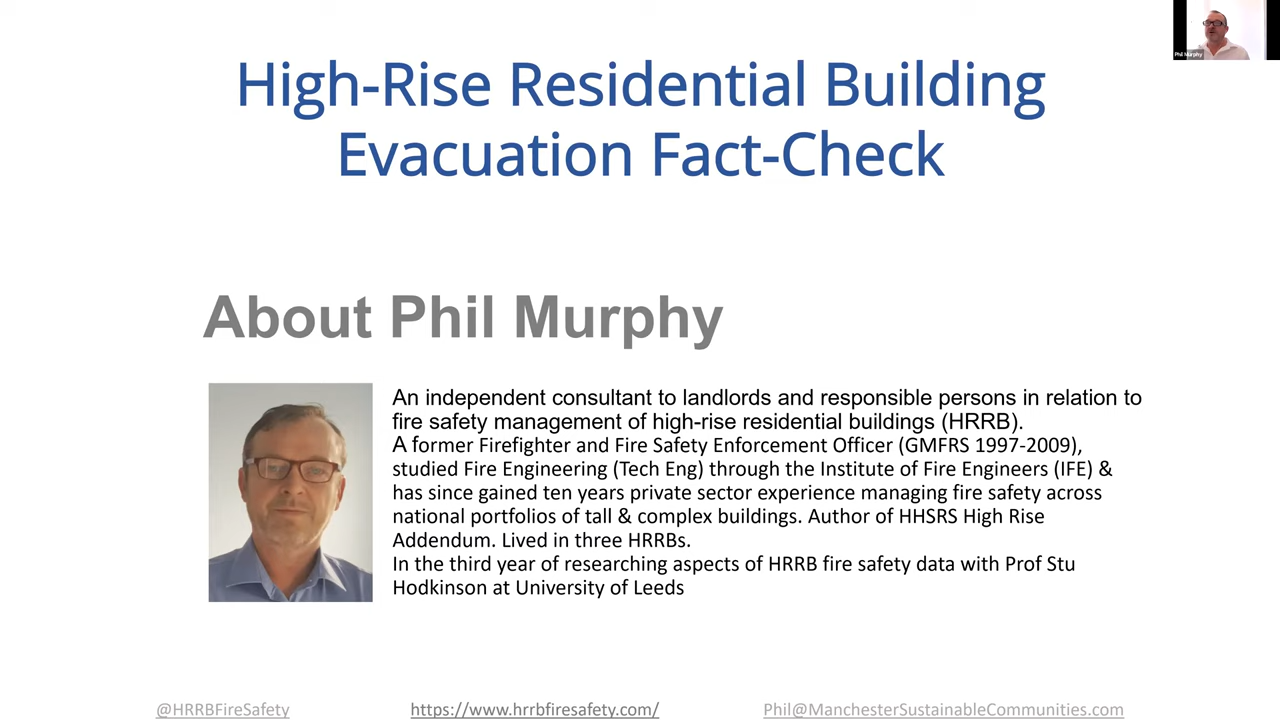 Phil Murphy
High-Rise Residential Building
Evacuation Fact-Check
About Phil Murphy
An independent consultant to landlords and responsible persons in relation to
fire safety management of high-rise residential buildings (HRRB).
A former Firefighter and Fire Safety Enforcement Officer (GMFRS 1997-2009),
studied Fire Engineering (Tech Eng) through the Institute of Fire Engineers (IFE) &
has since gained ten years private sector experience managing fire safety across
national portfolios of tall & complex buildings. Author of HHSRS High Rise
Addendum. Lived in three HRRBs.
In the third year of researching aspects of HRRB fire safety data with Prof Stu
Hodkinson at University of Leeds
@HRRBFireSafety
https://www.hrrbfiresafety.com/
Phil@ManchesterSustainableCommunities.com